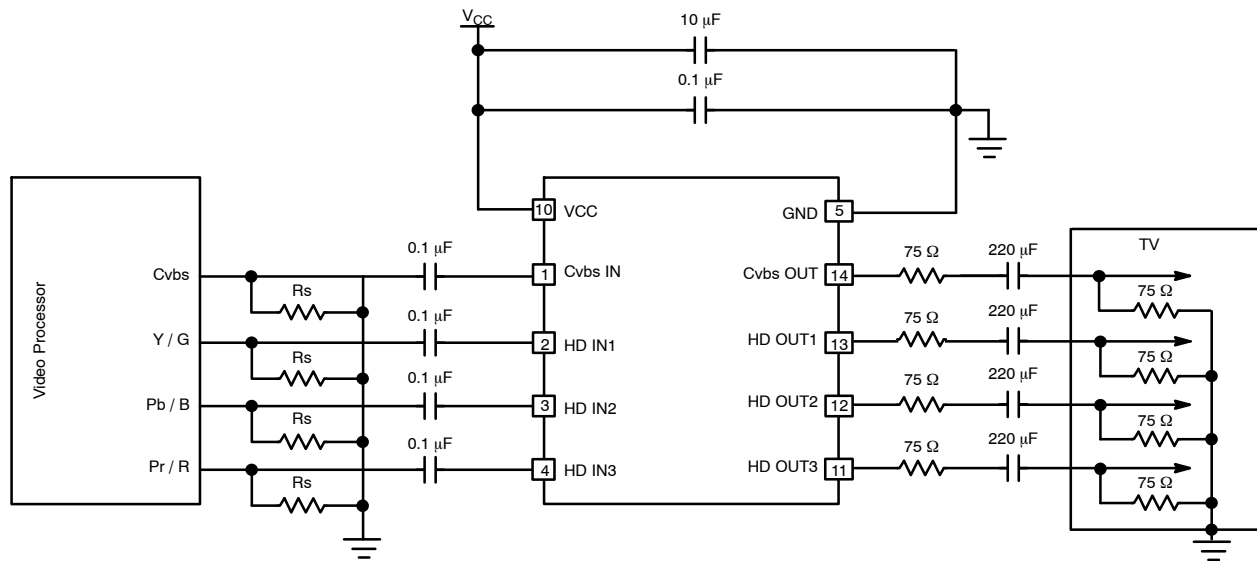 V_CC
10 μF
0.1 μF
Video Processor
Cvbs
Y / G
Pb / B
Pr / R
Rs
Rs
Rs
Rs
0.1 μF
0.1 μF
0.1 μF
0.1 μF
10 VCC
GND 5
1 Cvbs IN
Cvbs OUT 14
2 HD IN1
HD OUT1 13
3 HD IN2
HD OUT2 12
4 HD IN3
HD OUT3 11
75 Ω
220 μF
75 Ω
220 μF
75 Ω
220 μF
75 Ω
220 μF
TV
75 Ω
75 Ω
75 Ω
75 Ω